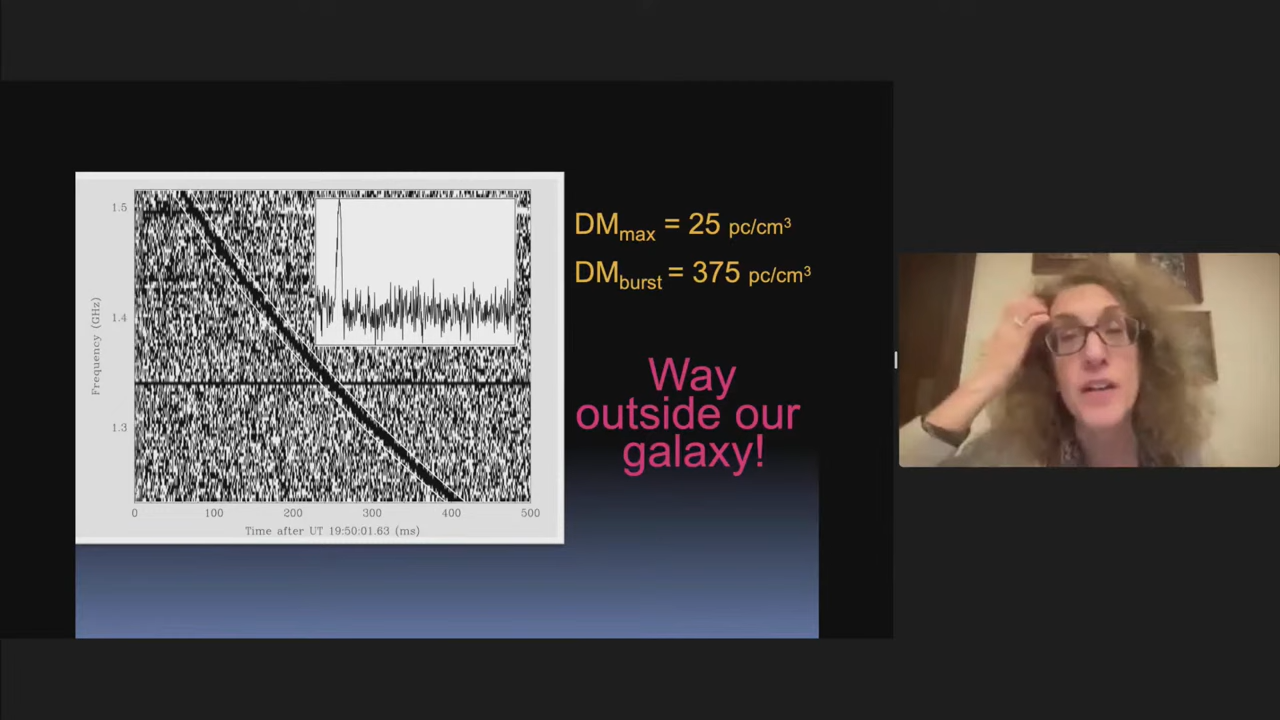 1.5
1.4
1.3
Frequency (GHz)
0 100 200 300 400 500
Time after UT 19:50:01.63 (ms)
DMmax = 25 pc/cm³
DMburst = 375 pc/cm³
Way
outside our
galaxy!